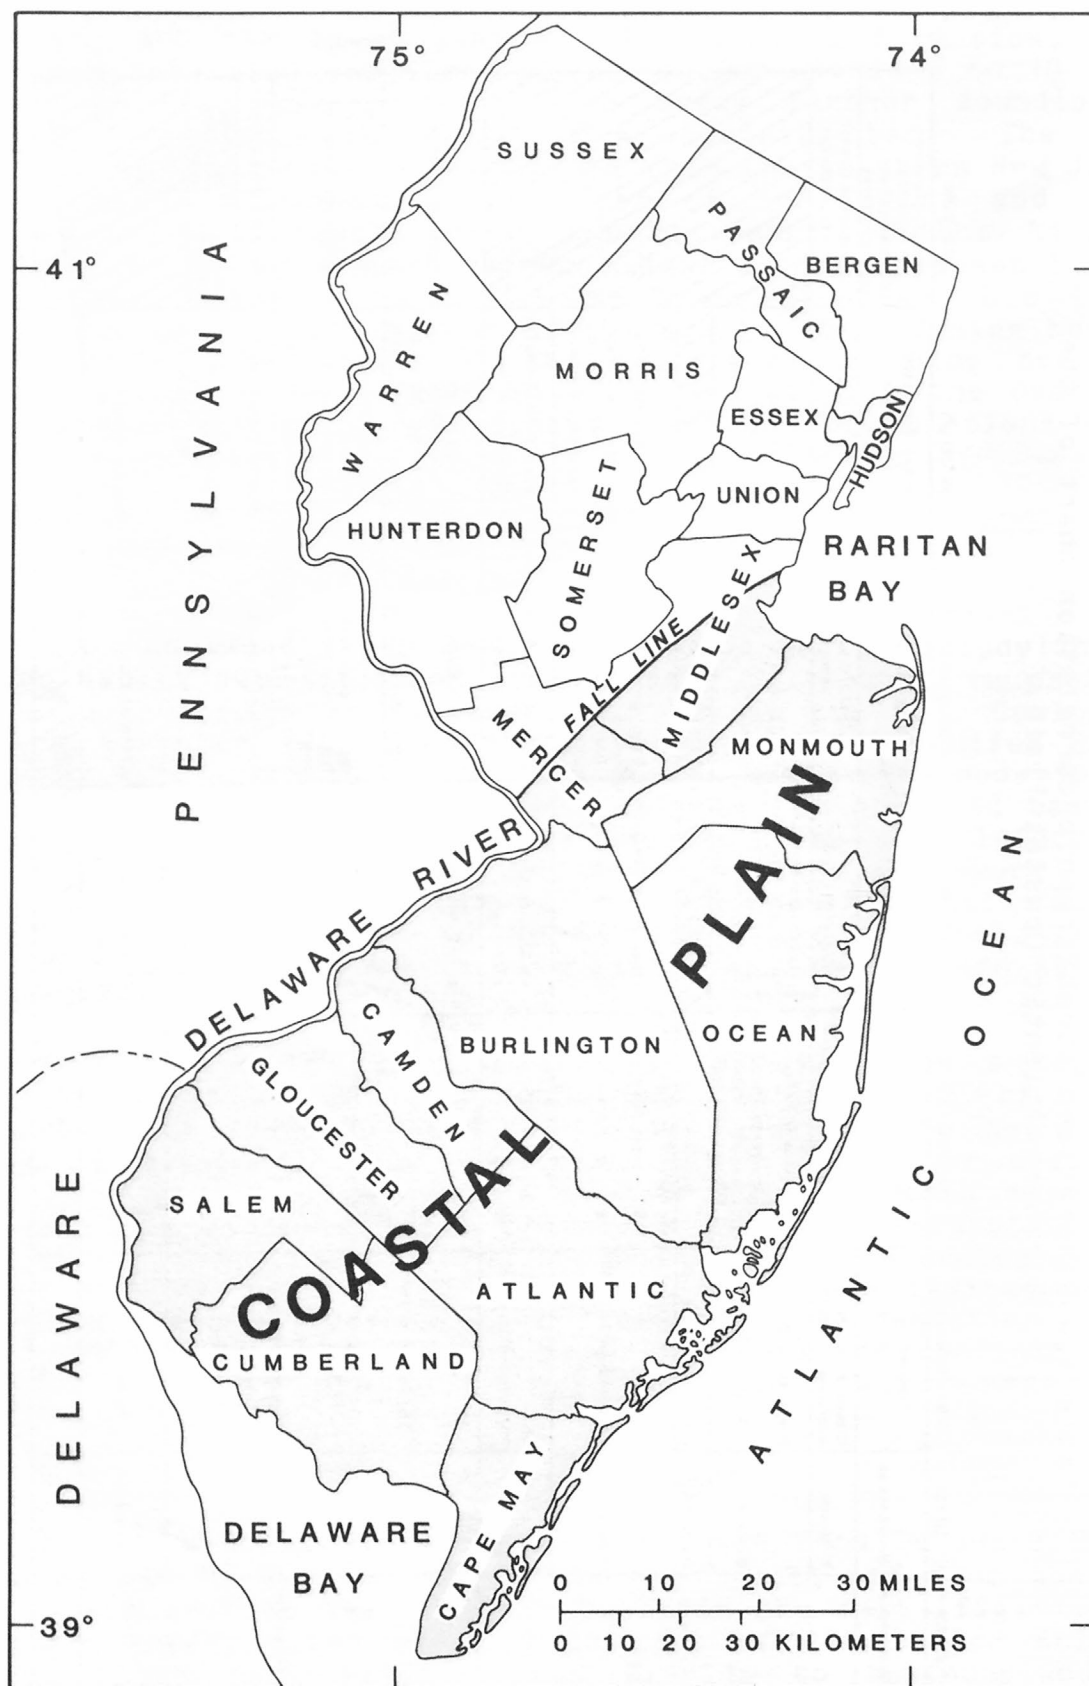 75°
74°
SUSSEX
PASSAIC
BERGEN
41°
WARREN
MORRIS
ESSEX
HUDSON
PENNSYLVANIA
UNION
HUNTERDON
SOMERSET
RARITAN
BAY
MIDDLESEX
FALL LINE
MERCER
MONMOUTH
DELAWARE RIVER
COASTAL PLAIN
OCEAN
CAMDEN
BURLINGTON
GLOUCESTER
SALEM
ATLANTIC
CUMBERLAND
ATLANTIC OCEAN
DELAWARE
CAPE MAY
DELAWARE
BAY
0 10 20 30 MILES
0 10 20 30 KILOMETERS
39°